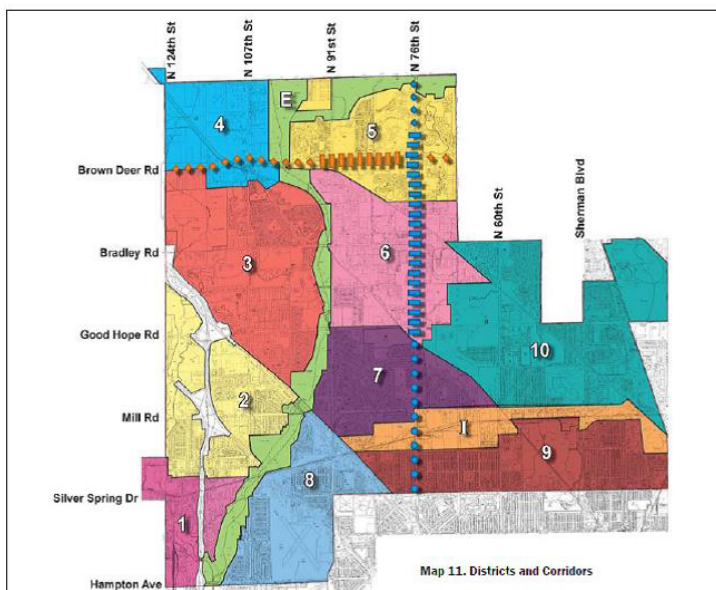 N 124th St
N 107th St
N 91st St
N 76th St
E
4
5
Brown Deer Rd
N 60th St
Sherman Blvd
Bradley Rd
3
6
Good Hope Rd
10
7
2
Mill Rd
I
9
8
Silver Spring Dr
1
Map 11. Districts and Corridors
Hampton Ave